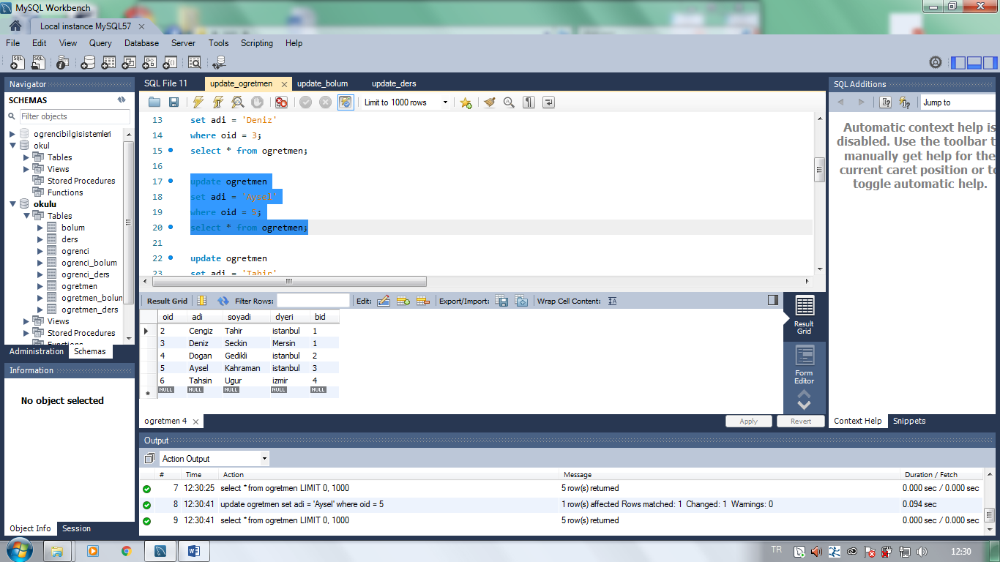 MySQL Workbench
Local instance MySQL57
File Edit View Query Database Server Tools Scripting Help
Navigator
SCHEMAS
Filter objects
ogrencibilgisistemleri
okul
Tables
Views
Stored Procedures
Functions
okulu
Tables
bolum
ders
ogrenci
ogrenci_bolum
ogrenci_ders
ogretmen
ogretmen_bolun
ogretmen_ders
Views
Stored Procedures
Functions
Administration Schemas
Information
No object selected
Object Info Session
SQL File 11 update_ogretmen update_bolum update_ders
Limit to 1000 rows
13 set adi = 'Deniz'
14 where oid = 3;
15 select * from ogretmen;
16
17 update ogretmen
18 set adi = 'Aysel'
19 where oid = 5;
20 select * from ogretmen;
21
22 update ogretmen
23 set adi = 'Tahir'
Result Grid Filter Rows: Edit: Export/Import: Wrap Cell Content:
oid adi soyadi dyeri bid
2 Cengiz Tahir istanbul 1
3 Deniz Seckin Mersin 1
4 Dogan Gedikli istanbul 2
5 Aysel Kahraman istanbul 3
6 Tahsin Ugur izmir 4
NULL NULL NULL NULL NULL
Result
Grid
Form
Editor
ogretmen 4
Apply Revert
Output
Action Output
# Time Action Message Duration / Fetch
7 12:30:25 select * from ogretmen LIMIT 0, 1000 5 row(s) returned 0.000 sec / 0.000 sec
8 12:30:41 update ogretmen set adi = 'Aysel' where oid = 5 1 row(s) affected Rows matched: 1 Changed: 1 Warnings: 0 0.094 sec
9 12:30:41 select * from ogretmen LIMIT 0, 1000 5 row(s) returned 0.000 sec / 0.000 sec
SQL Additions
Jump to
Automatic context help is
disabled. Use the toolbar t
manually get help for the
current caret position or to
toggle automatic help.
Context Help Snippets
TR
12:30